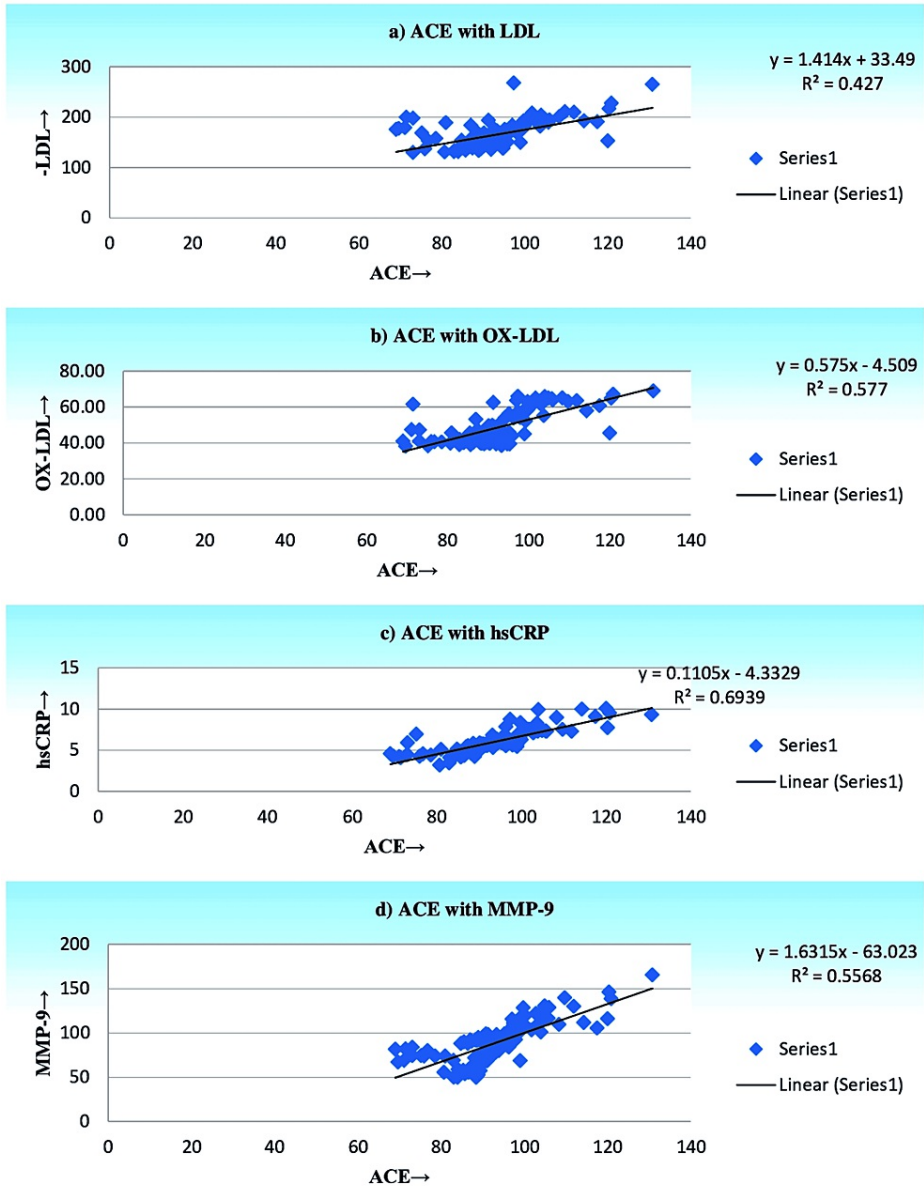 a) ACE with LDL
y = 1.414x + 33.49
R² = 0.427
300
200
100
0
-LDL→
0 20 40 60 80 100 120 140
ACE→
Series1
Linear (Series1)
b) ACE with OX-LDL
y = 0.575x - 4.509
R² = 0.577
80.00
60.00
40.00
20.00
0.00
OX-LDL→
0 20 40 60 80 100 120 140
ACE→
Series1
Linear (Series1)
c) ACE with hsCRP
y = 0.1105x - 4.3329
R² = 0.6939
15
10
5
0
hsCRP→
0 20 40 60 80 100 120 140
ACE→
Series1
Linear (Series1)
d) ACE with MMP-9
y = 1.6315x - 63.023
R² = 0.5568
200
150
100
50
0
MMP-9→
0 20 40 60 80 100 120 140
ACE→
Series1
Linear (Series1)